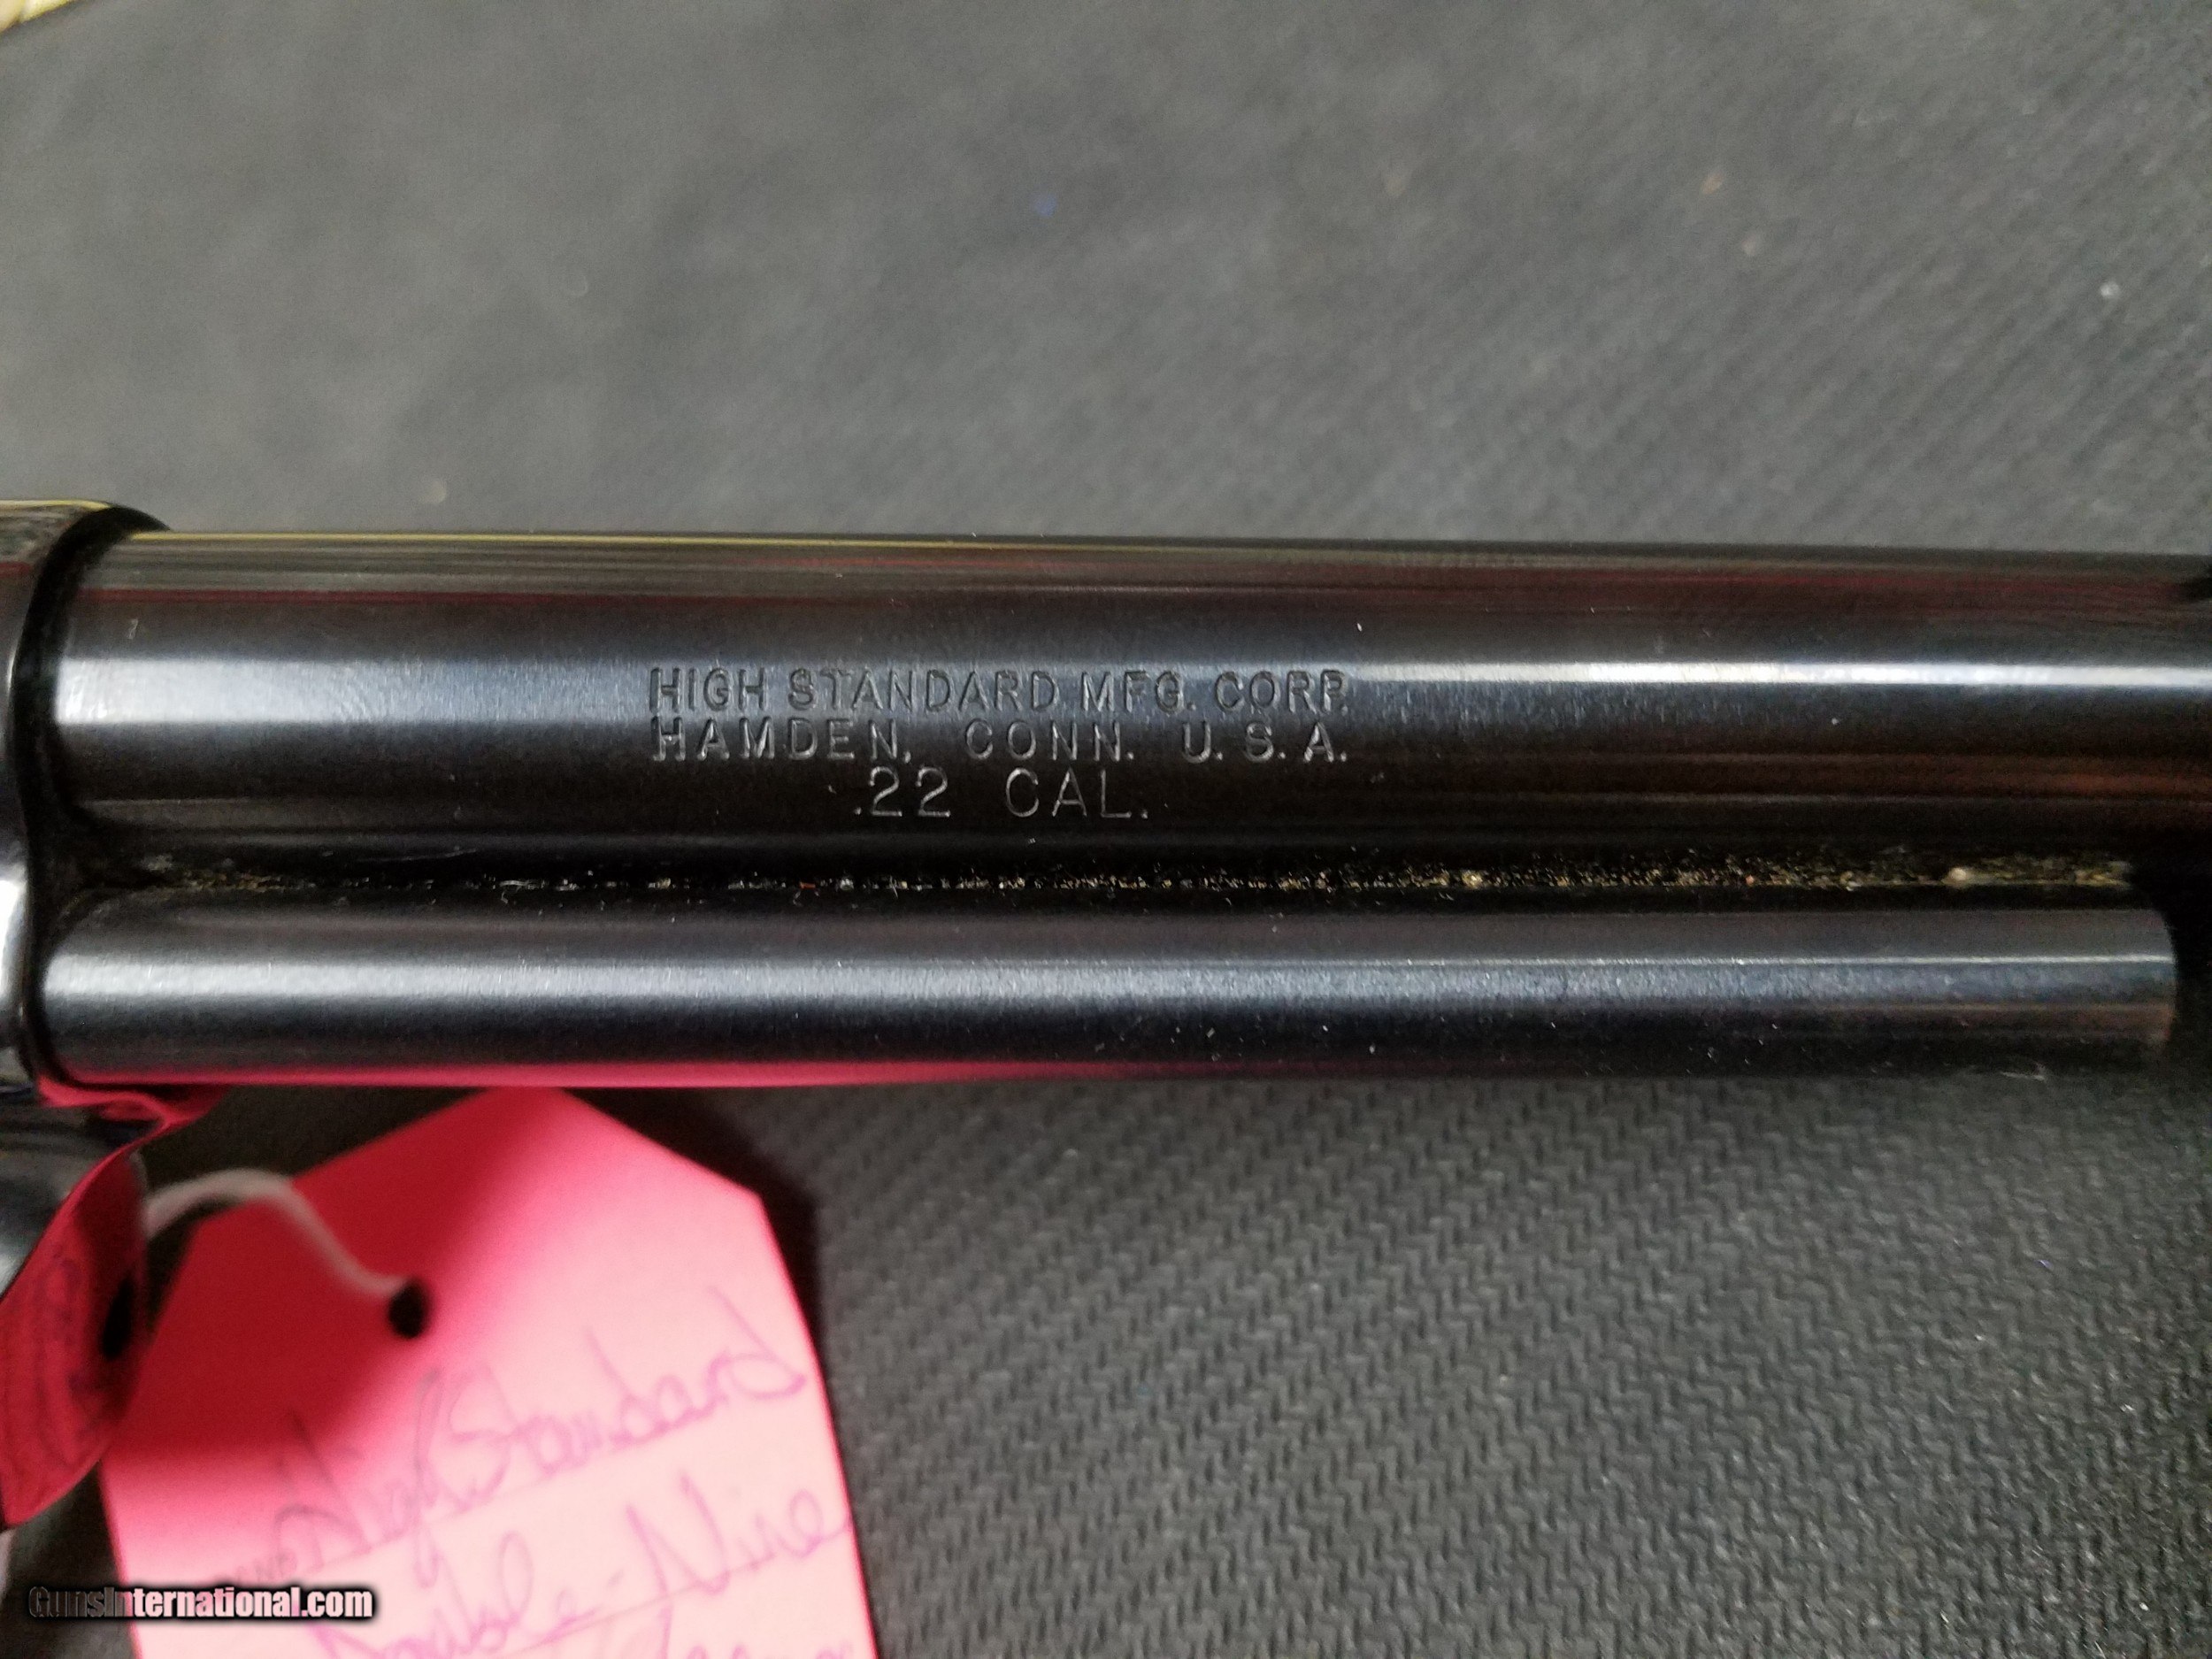 HIGH STANDARD MFG. CORP.
HAMDEN, CONN. U.S.A.
.22 CAL.
High Standard
Double-Nine
GunsInternational.com